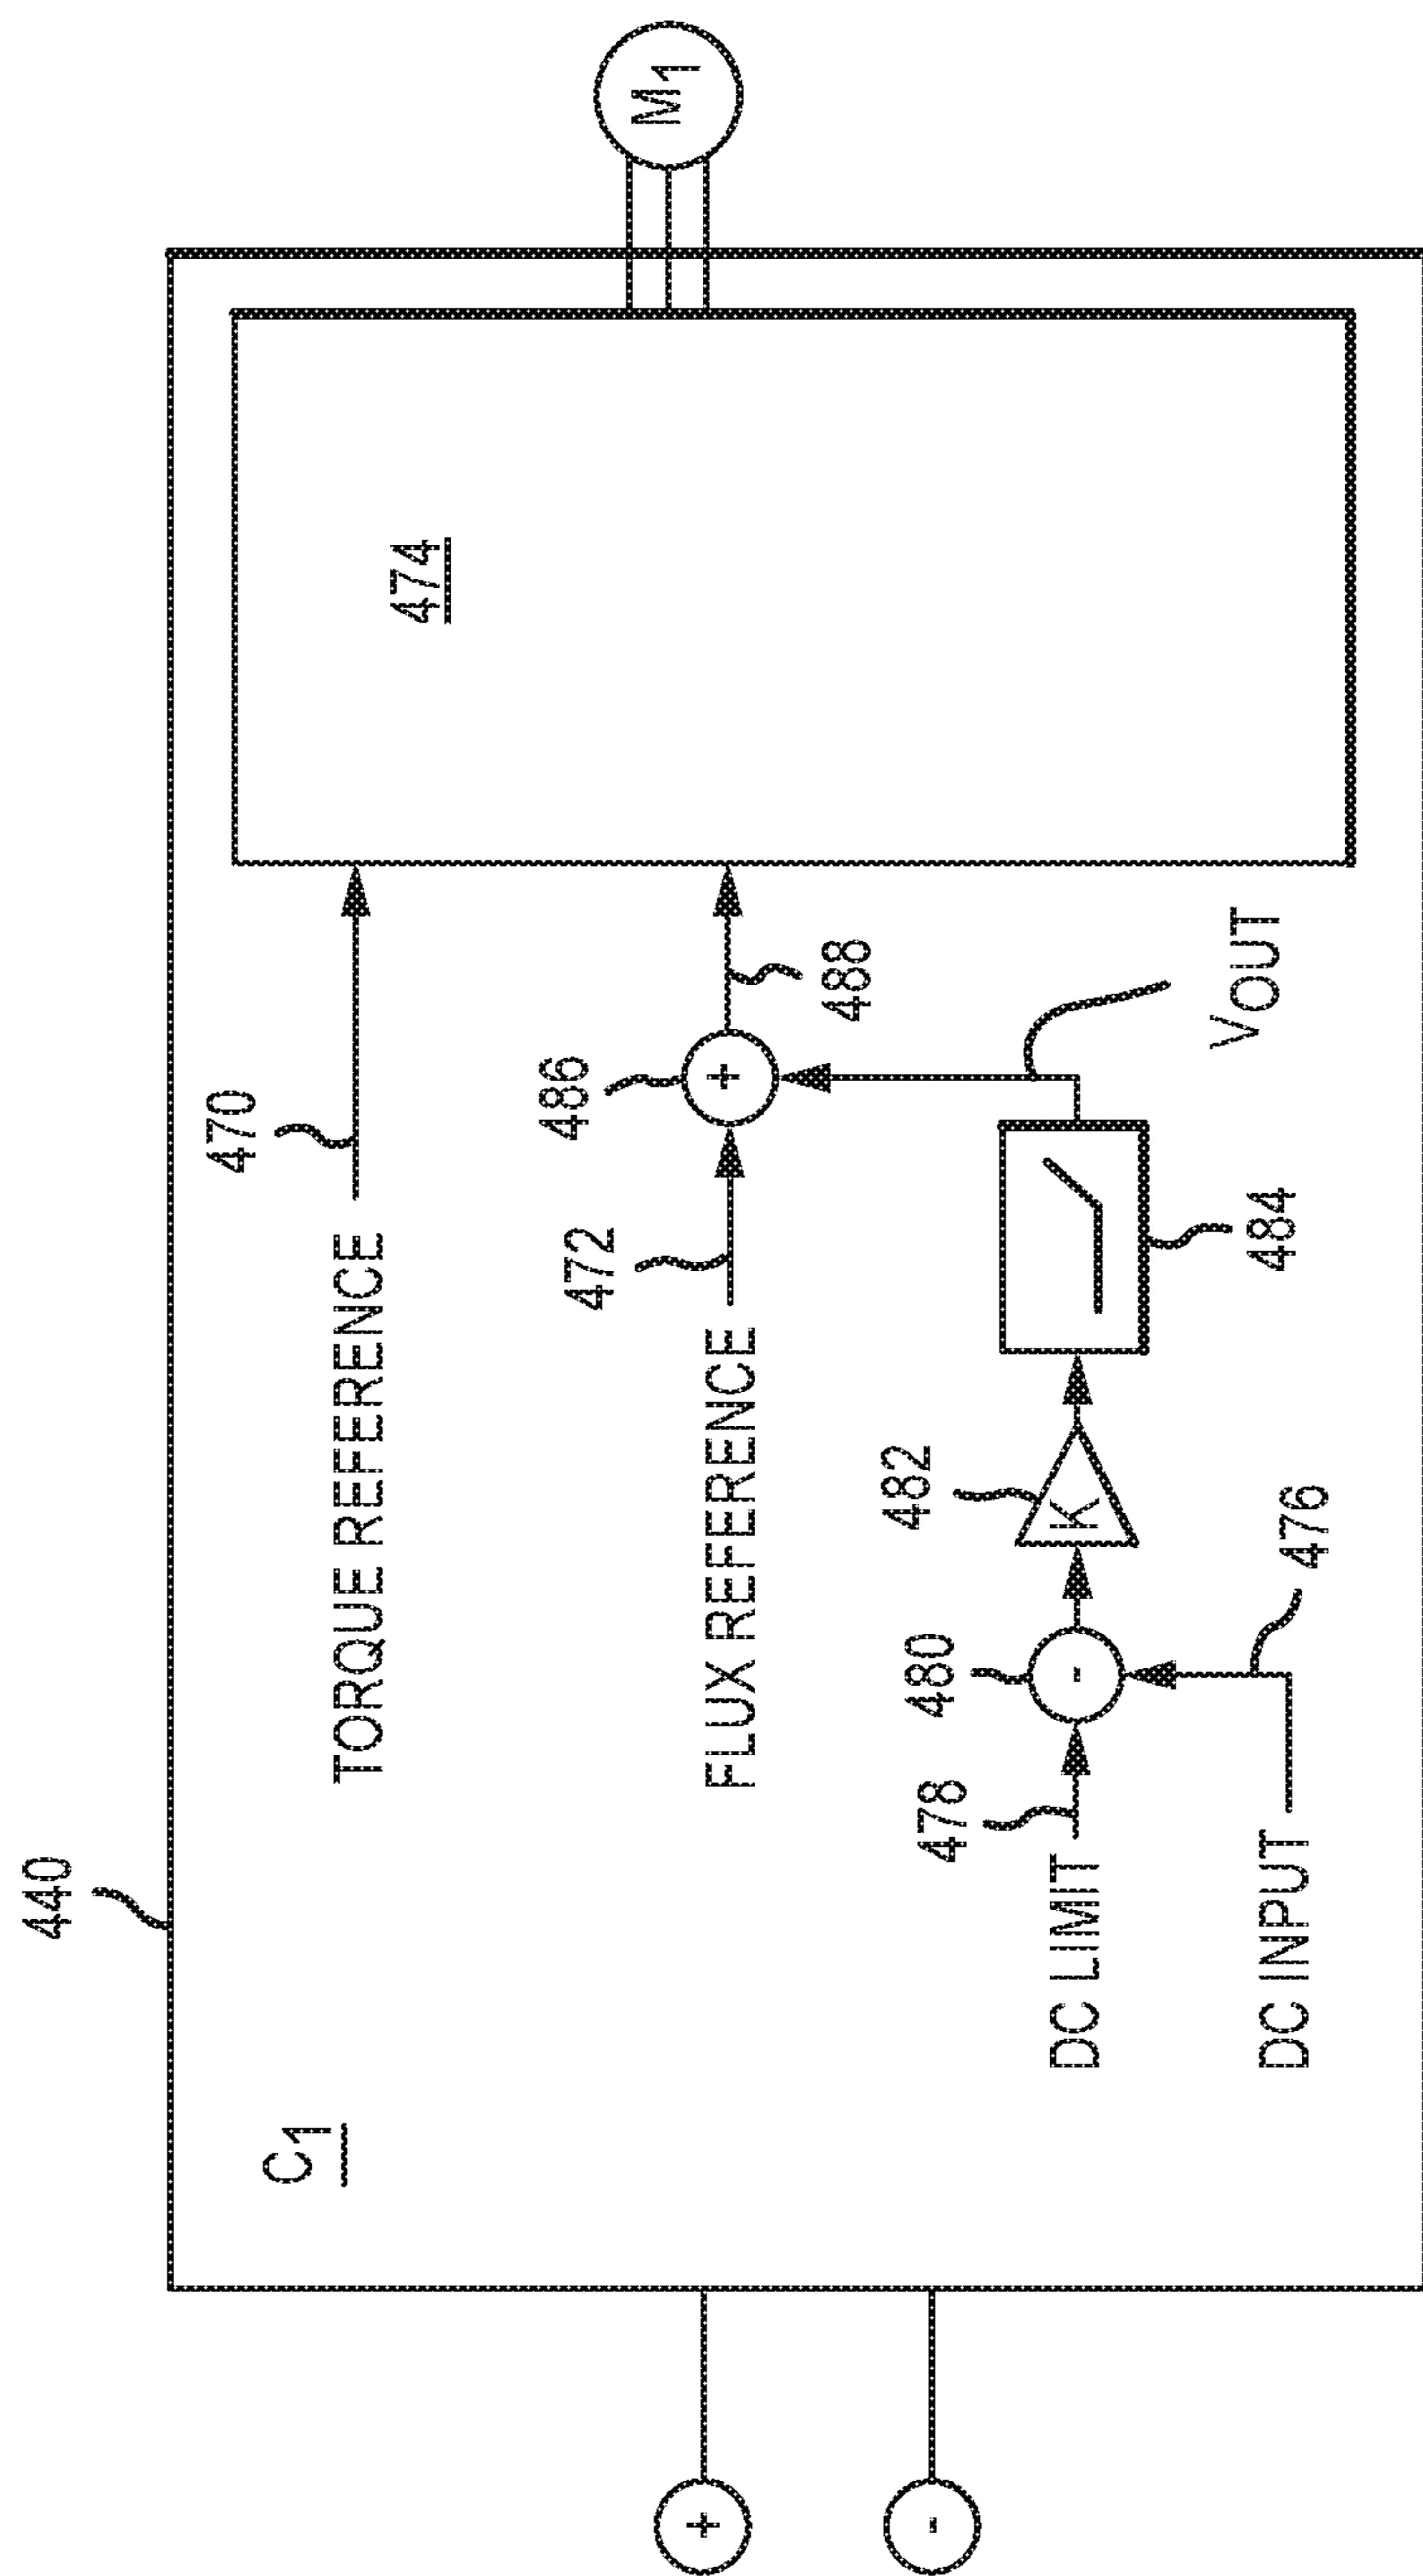 440
C1
470
TORQUE REFERENCE
474
M1
472
486
+
FLUX REFERENCE
488
478
480
482
DC LIMIT
-
K
484
VOUT
DC INPUT
476
+
-